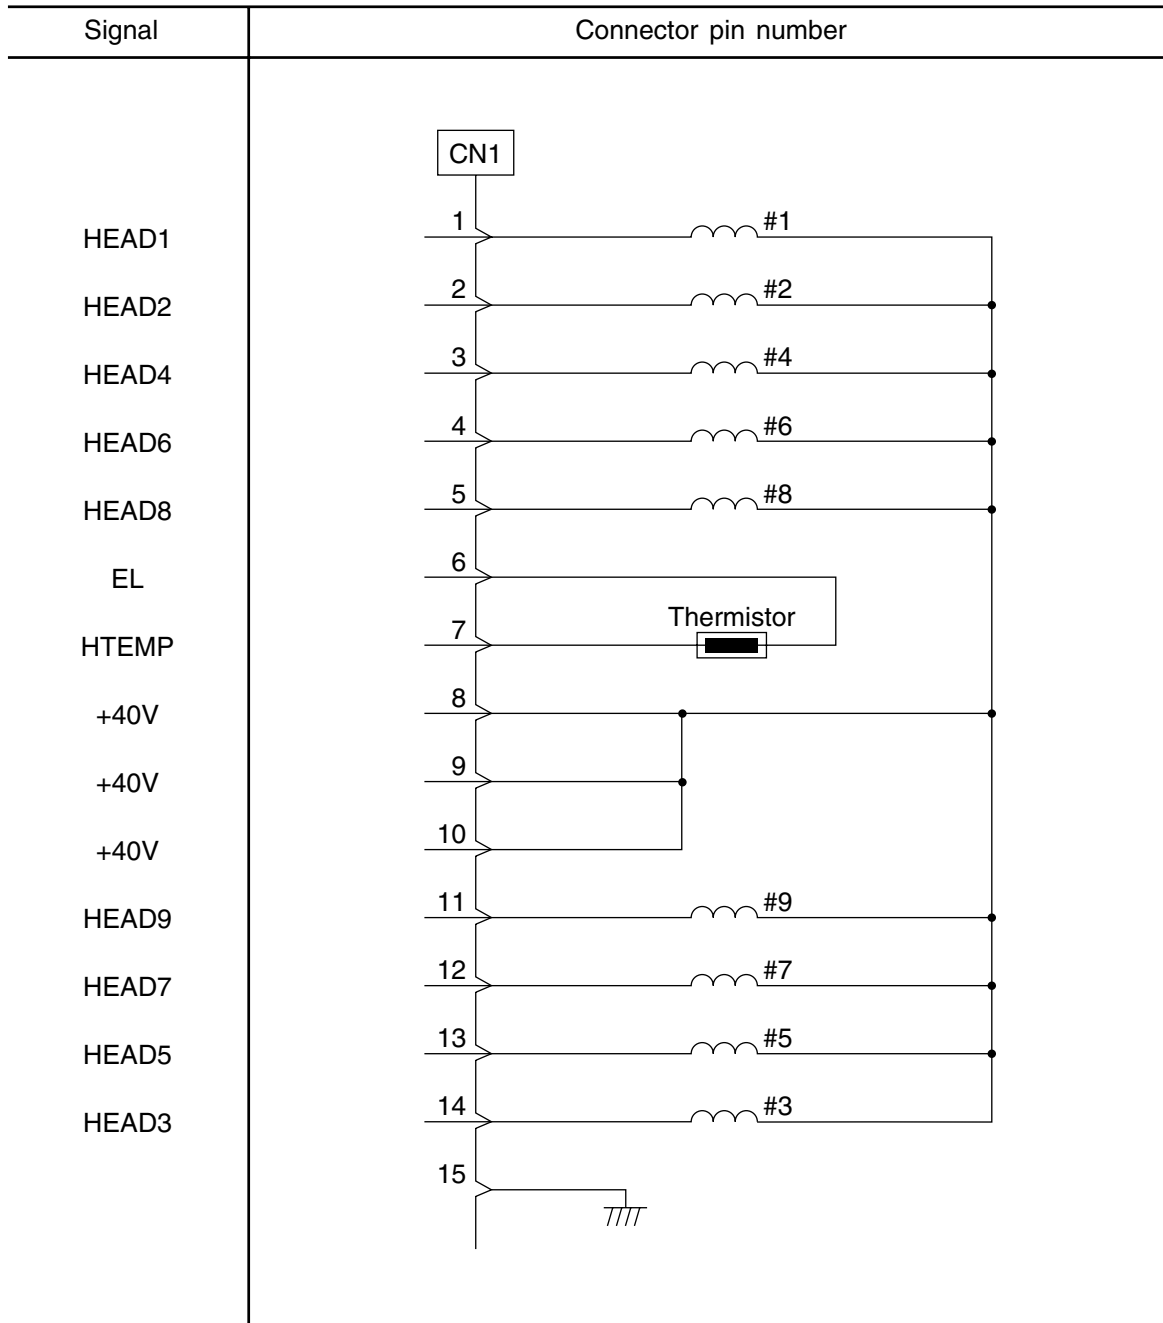 Signal Connector pin number
CN1
HEAD1 1 #1
HEAD2 2 #2
HEAD4 3 #4
HEAD6 4 #6
HEAD8 5 #8
EL 6
Thermistor
HTEMP 7
+40V 8
+40V 9
+40V 10
HEAD9 11 #9
HEAD7 12 #7
HEAD5 13 #5
HEAD3 14 #3
15